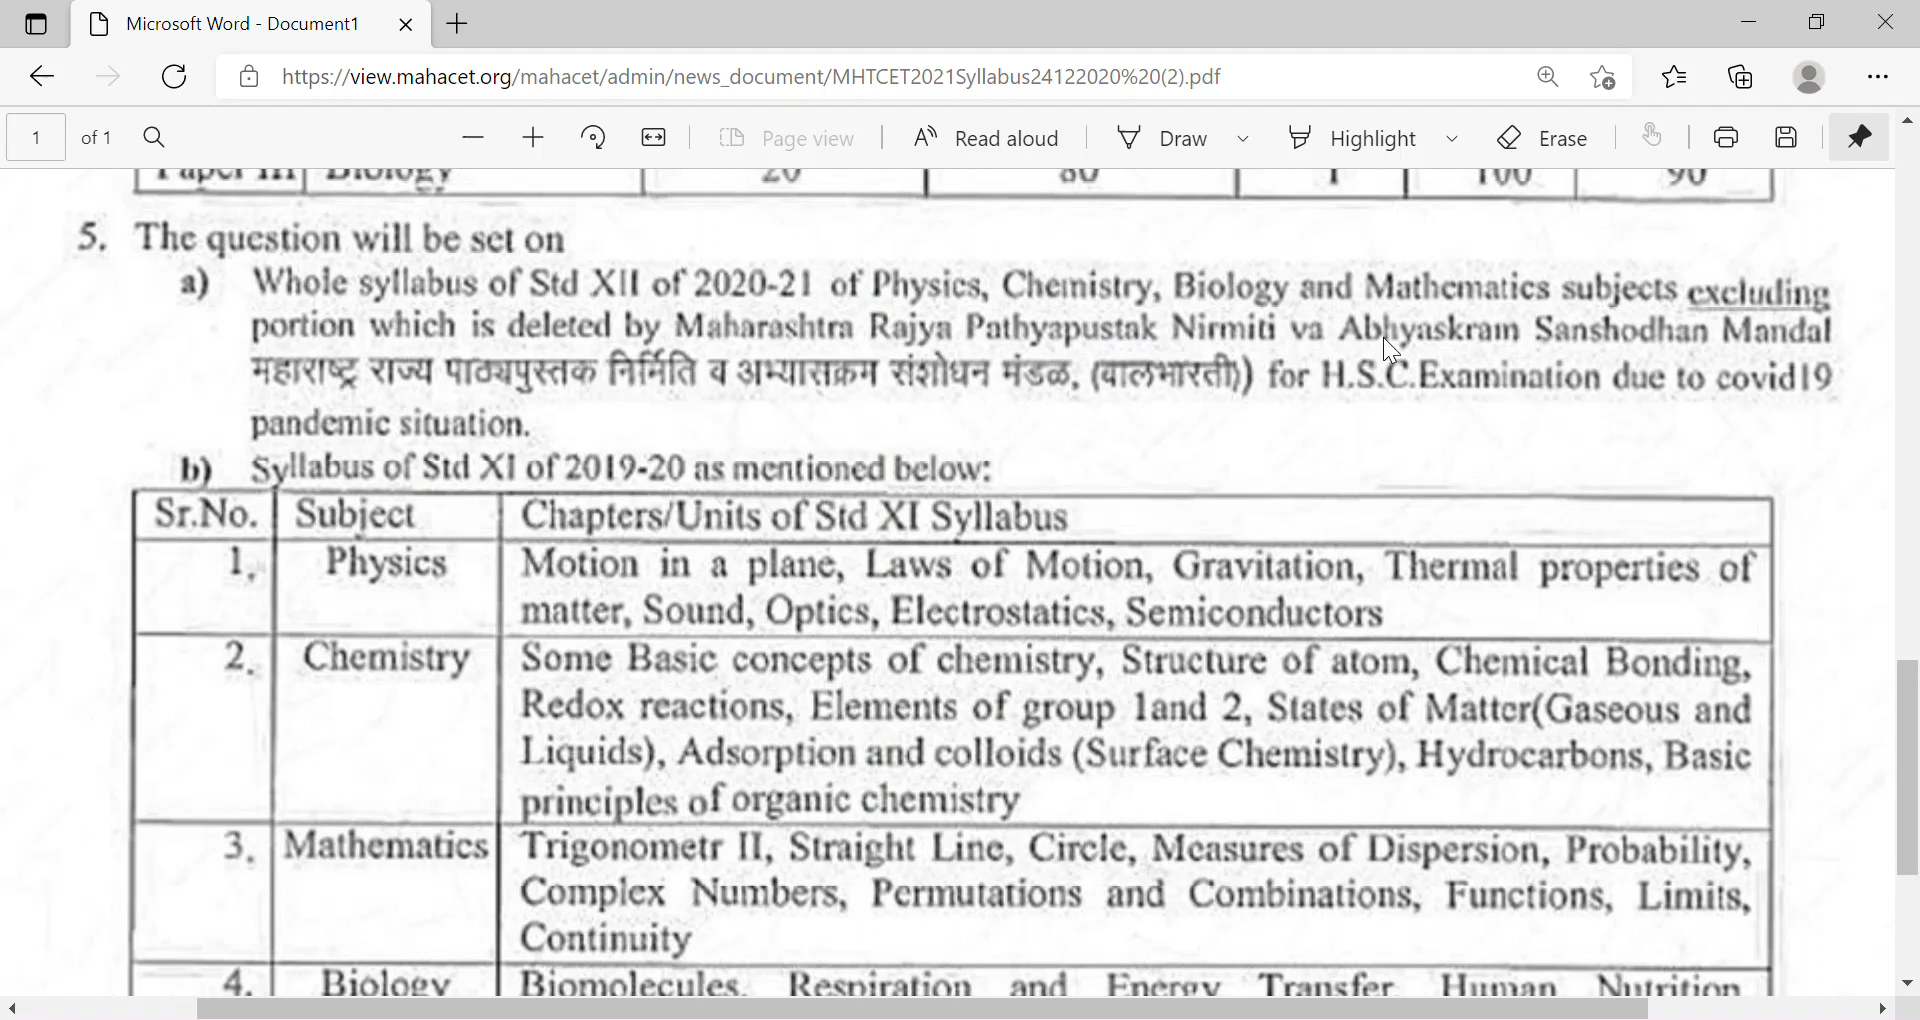 Microsoft Word - Document1
https://view.mahacet.org/mahacet/admin/news_document/MHTCET2021Syllabus24122020%20(2).pdf
1 of 1 Page view Read aloud Draw Highlight Erase
Paper III Biology 20 80 1 100 90
5. The question will be set on
a) Whole syllabus of Std XII of 2020-21 of Physics, Chemistry, Biology and Mathematics subjects excluding
portion which is deleted by Maharashtra Rajya Pathyapustak Nirmiti va Abhyaskram Sanshodhan Mandal
महाराष्ट्र राज्य पाठ्यपुस्तक निर्मिति व अभ्यासक्रम संशोधन मंडळ, (बालभारती)) for H.S.C.Examination due to covid19
pandemic situation.
b) Syllabus of Std XI of 2019-20 as mentioned below:
Sr.No. Subject Chapters/Units of Std XI Syllabus
1. Physics Motion in a plane, Laws of Motion, Gravitation, Thermal properties of
matter, Sound, Optics, Electrostatics, Semiconductors
2. Chemistry Some Basic concepts of chemistry, Structure of atom, Chemical Bonding,
Redox reactions, Elements of group 1and 2, States of Matter(Gaseous and
Liquids), Adsorption and colloids (Surface Chemistry), Hydrocarbons, Basic
principles of organic chemistry
3. Mathematics Trigonometr II, Straight Line, Circle, Measures of Dispersion, Probability,
Complex Numbers, Permutations and Combinations, Functions, Limits,
Continuity
4. Biology Biomolecules, Respiration and Energy Transfer, Human Nutrition